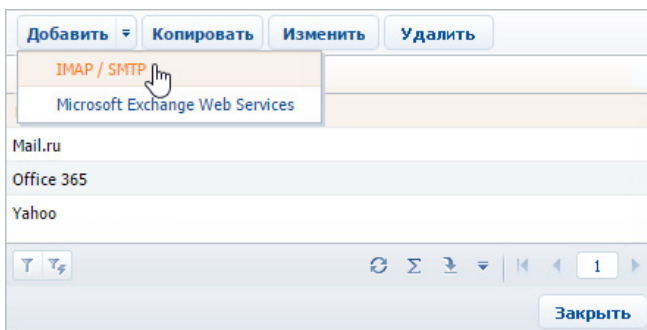 Добавить Копировать Изменить Удалить
IMAP / SMTP
Microsoft Exchange Web Services
Mail.ru
Office 365
Yahoo
1
Закрыть